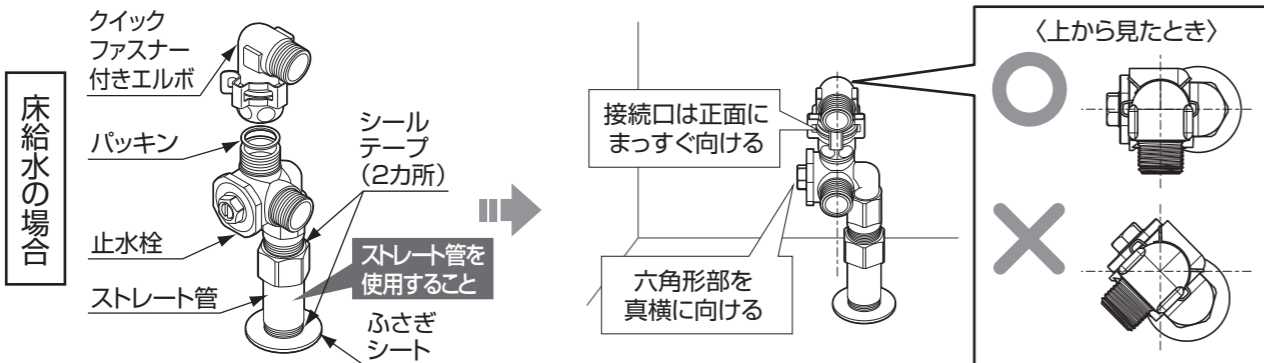 床給水の場合
クイック
ファスナー
付きエルボ
パッキン
止水栓
ストレート管
シール
テープ
（2カ所）
ストレート管を
使用すること
ふさぎ
シート
接続口は正面に
まっすぐ向ける
六角形部を
真横に向ける
〈上から見たとき〉